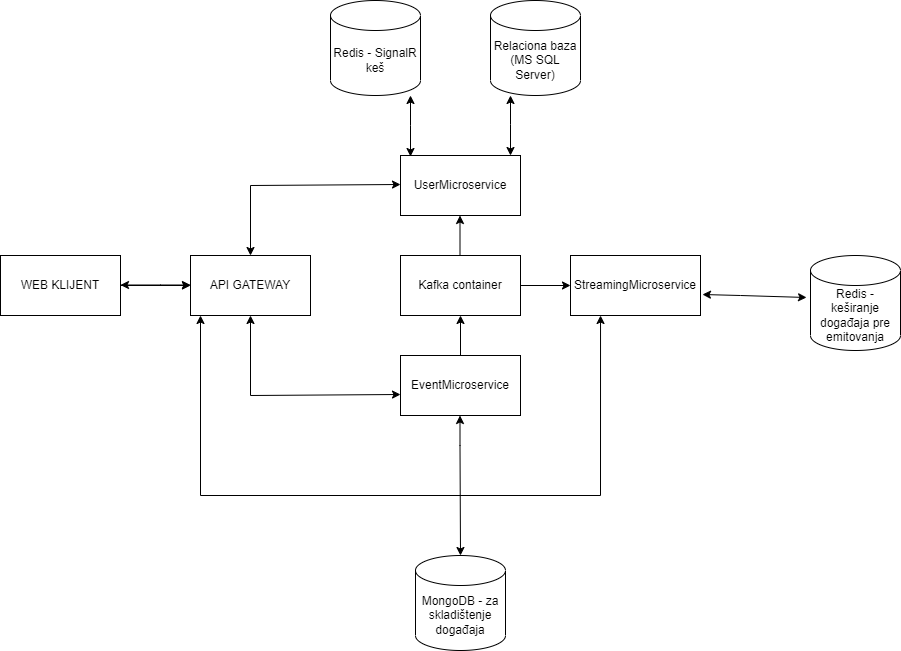 Redis - SignalR
keš
Relaciona baza
(MS SQL
Server)
UserMicroservice
WEB KLIJENT
API GATEWAY
Kafka container
StreamingMicroservice
Redis -
keširanje
događaja pre
emitovanja
EventMicroservice
MongoDB - za
skladištenje
događaja